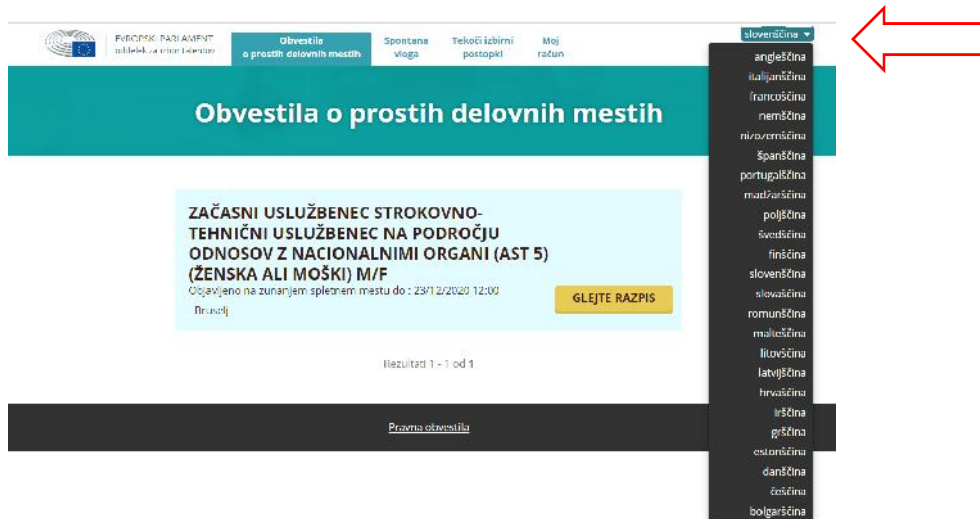 EVROPSKI PARLAMENT
oddelek za izbor talentov
Obvestila
o prostih delovnih mestih
Spontana
vloga
Tekoči izbirni
postopki
Moj
račun
slovenščina
Obvestila o prostih delovnih mestih
angleščina
italijanščina
francoščina
nemščina
nizozemščina
španščina
portugalščina
madžarščina
poljščina
švedščina
finščina
slovenščina
slovaščina
romunščina
malteščina
litovščina
latvijščina
hrvaščina
irščina
grščina
estonščina
danščina
češčina
bolgarščina
ZAČASNI USLUŽBENEC STROKOVNO-
TEHNIČNI USLUŽBENEC NA PODROČJU
ODNOSOV Z NACIONALNIMI ORGANI (AST 5)
(ŽENSKA ALI MOŠKI) M/F
Objavljeno na zunanjem spletnem mestu do : 23/12/2020 12:00
Bruselj
GLEJTE RAZPIS
Rezultati 1 - 1 od 1
Pravna obvestila